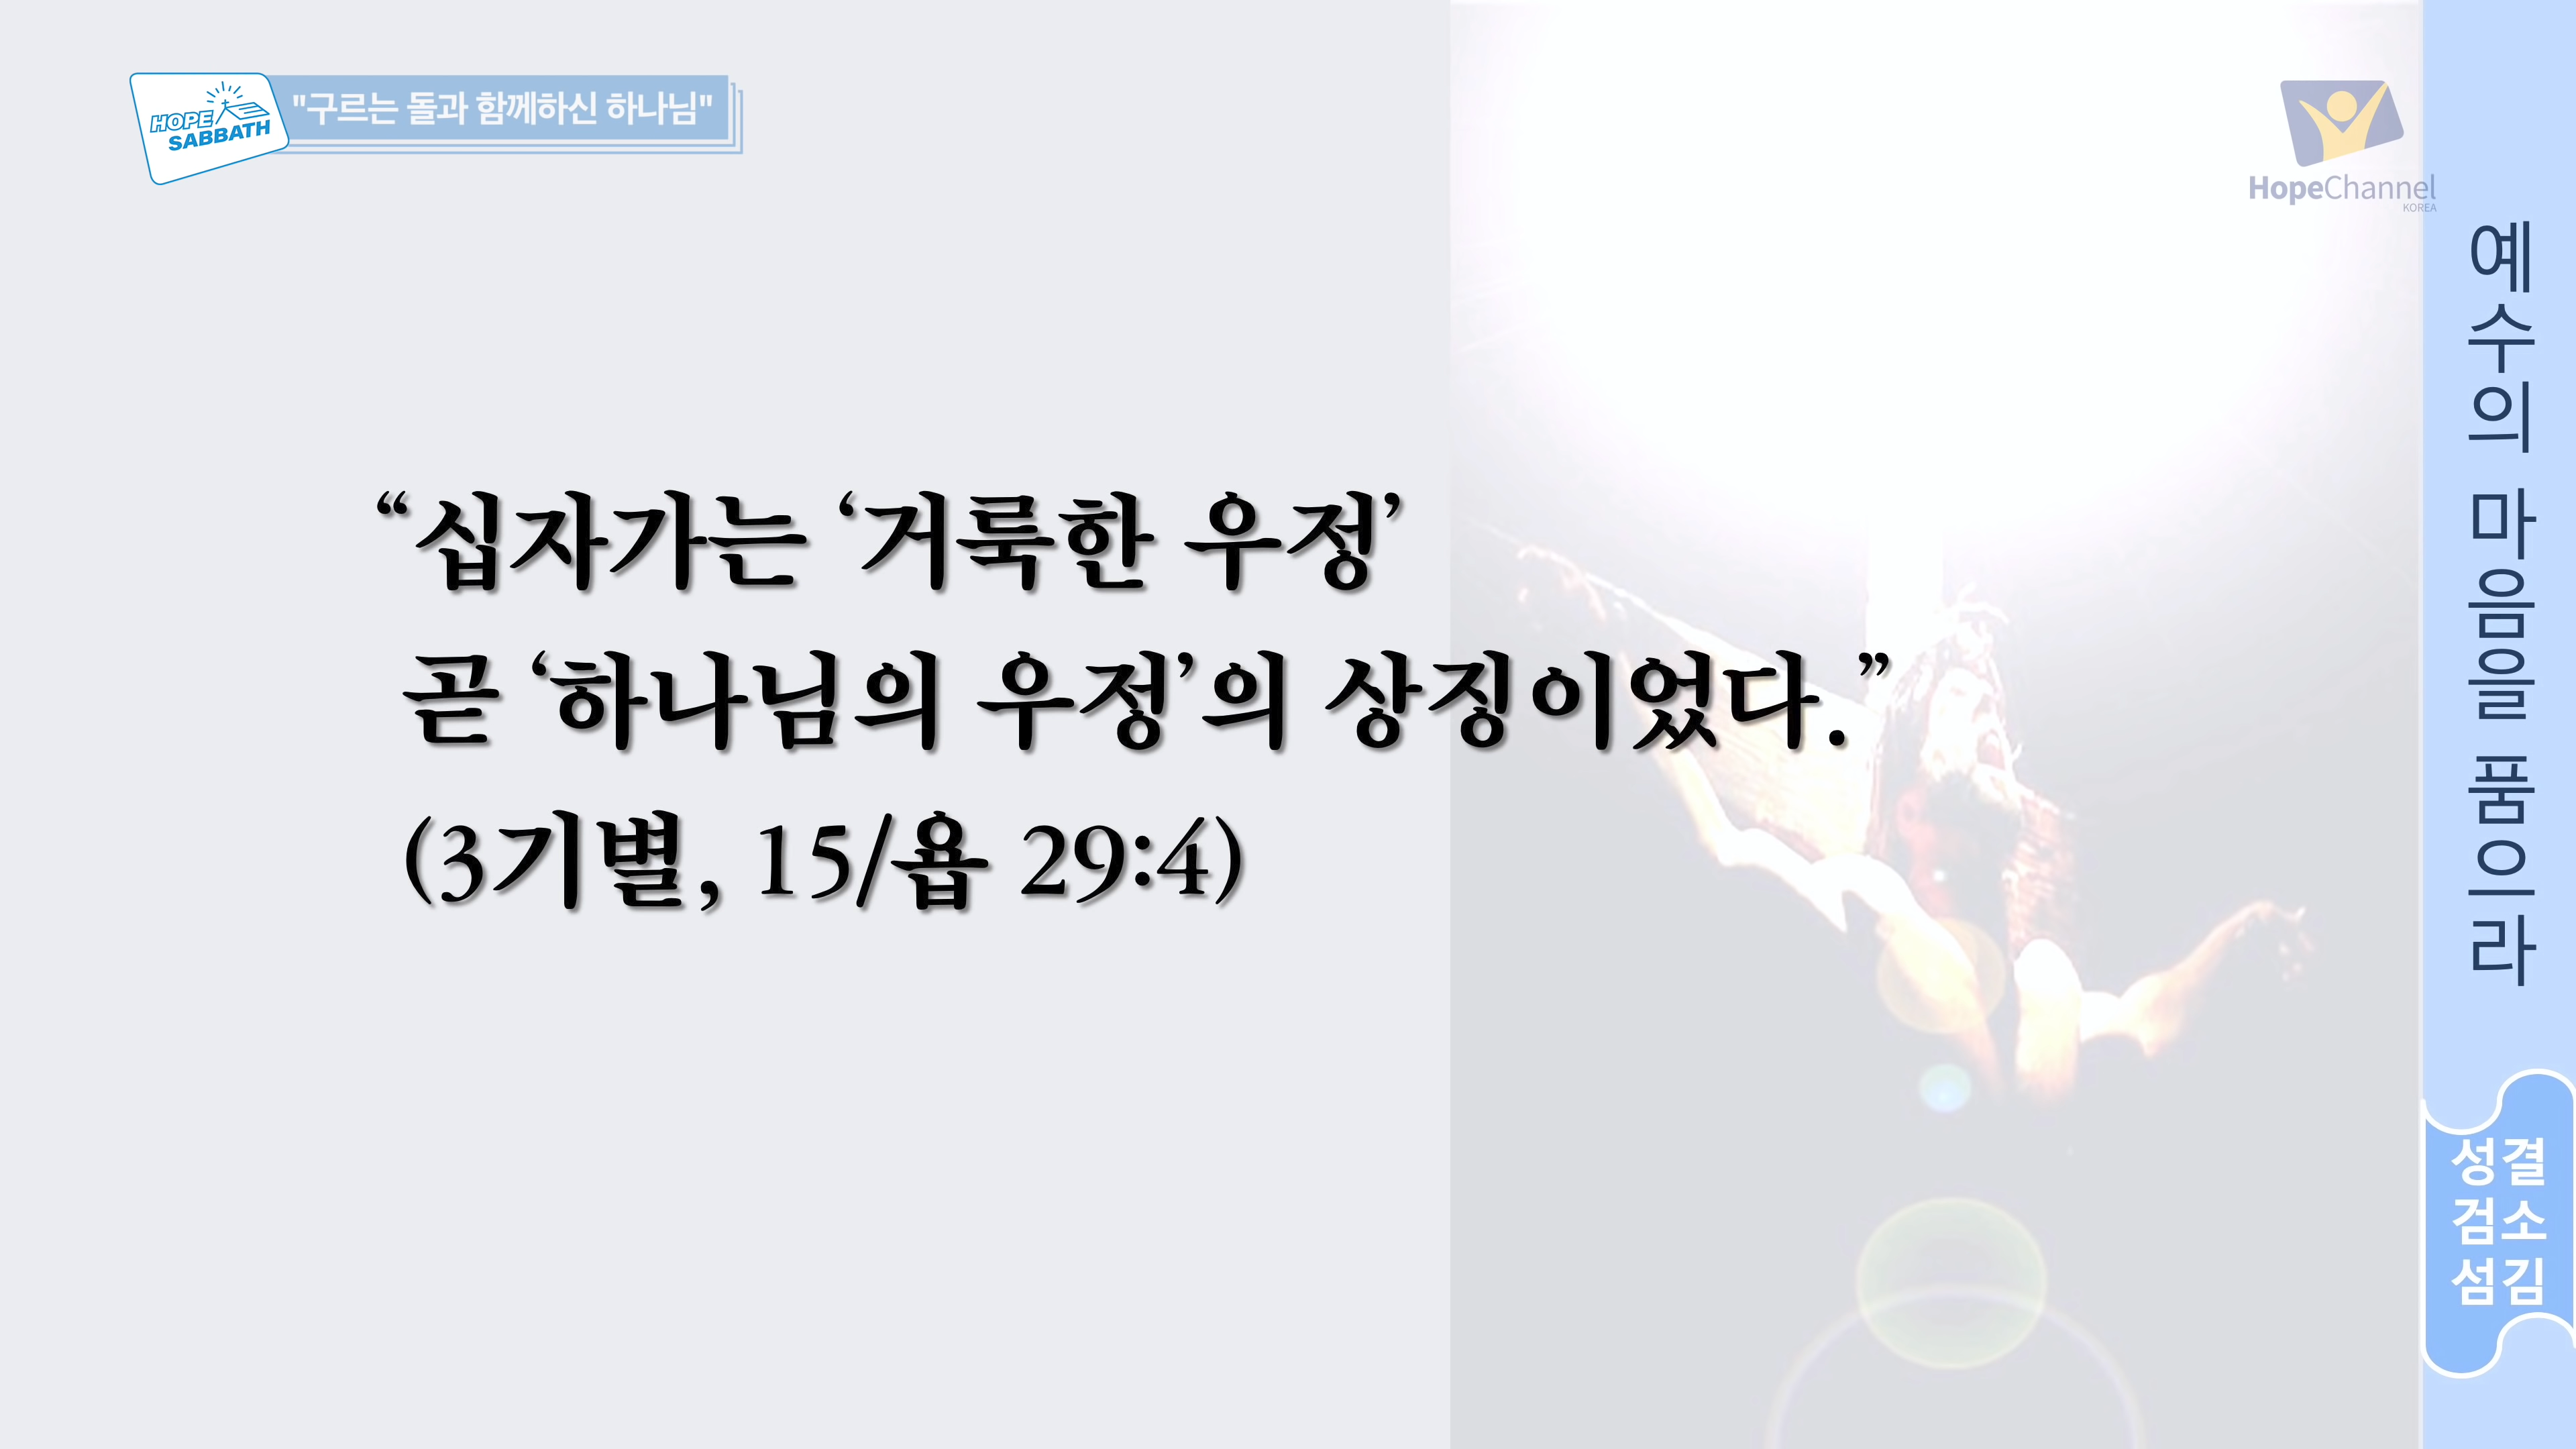 HOPE
SABBATH
"구르는 돌과 함께하신 하나님"
HopeChannel
KOREA
“십자가는 ‘거룩한 우정’
곧 ‘하나님의 우정’의 상징이었다.”
(3기별, 15/욥 29:4)
예수의 마음을 품으라
성결
검소
섬김